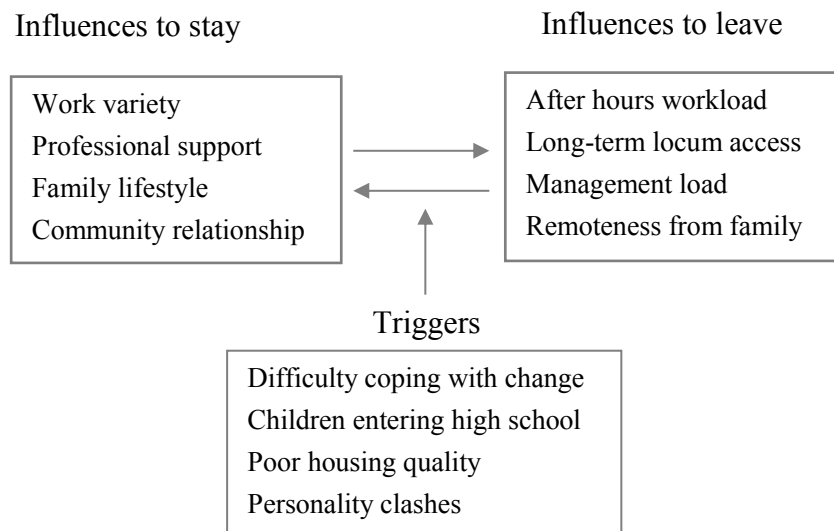 Influences to stay
Influences to leave
Work variety
Professional support
Family lifestyle
Community relationship
After hours workload
Long-term locum access
Management load
Remoteness from family
Triggers
Difficulty coping with change
Children entering high school
Poor housing quality
Personality clashes